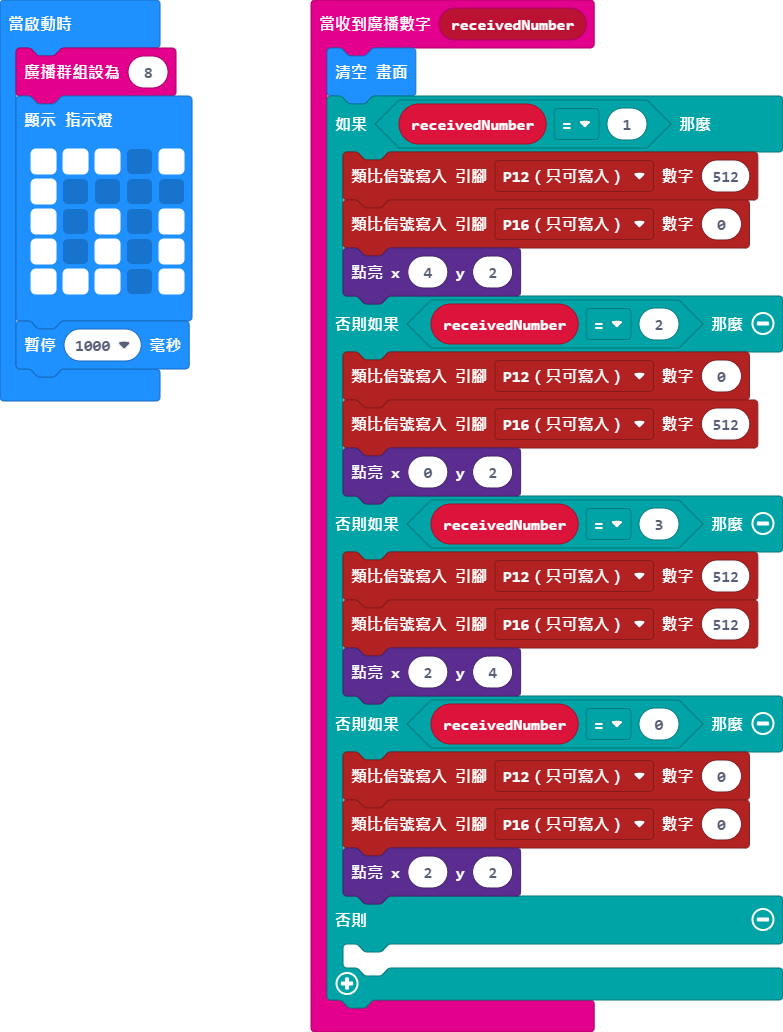 當啟動時
廣播群組設為 8
顯示 指示燈
暫停 1000 毫秒
當收到廣播數字 receivedNumber
清空 畫面
如果 receivedNumber = 1 那麼
類比信號寫入 引腳 P12（只可寫入） 數字 512
類比信號寫入 引腳 P16（只可寫入） 數字 0
點亮 x 4 y 2
否則如果 receivedNumber = 2 那麼
類比信號寫入 引腳 P12（只可寫入） 數字 0
類比信號寫入 引腳 P16（只可寫入） 數字 512
點亮 x 0 y 2
否則如果 receivedNumber = 3 那麼
類比信號寫入 引腳 P12（只可寫入） 數字 512
類比信號寫入 引腳 P16（只可寫入） 數字 512
點亮 x 2 y 4
否則如果 receivedNumber = 0 那麼
類比信號寫入 引腳 P12（只可寫入） 數字 0
類比信號寫入 引腳 P16（只可寫入） 數字 0
點亮 x 2 y 2
否則